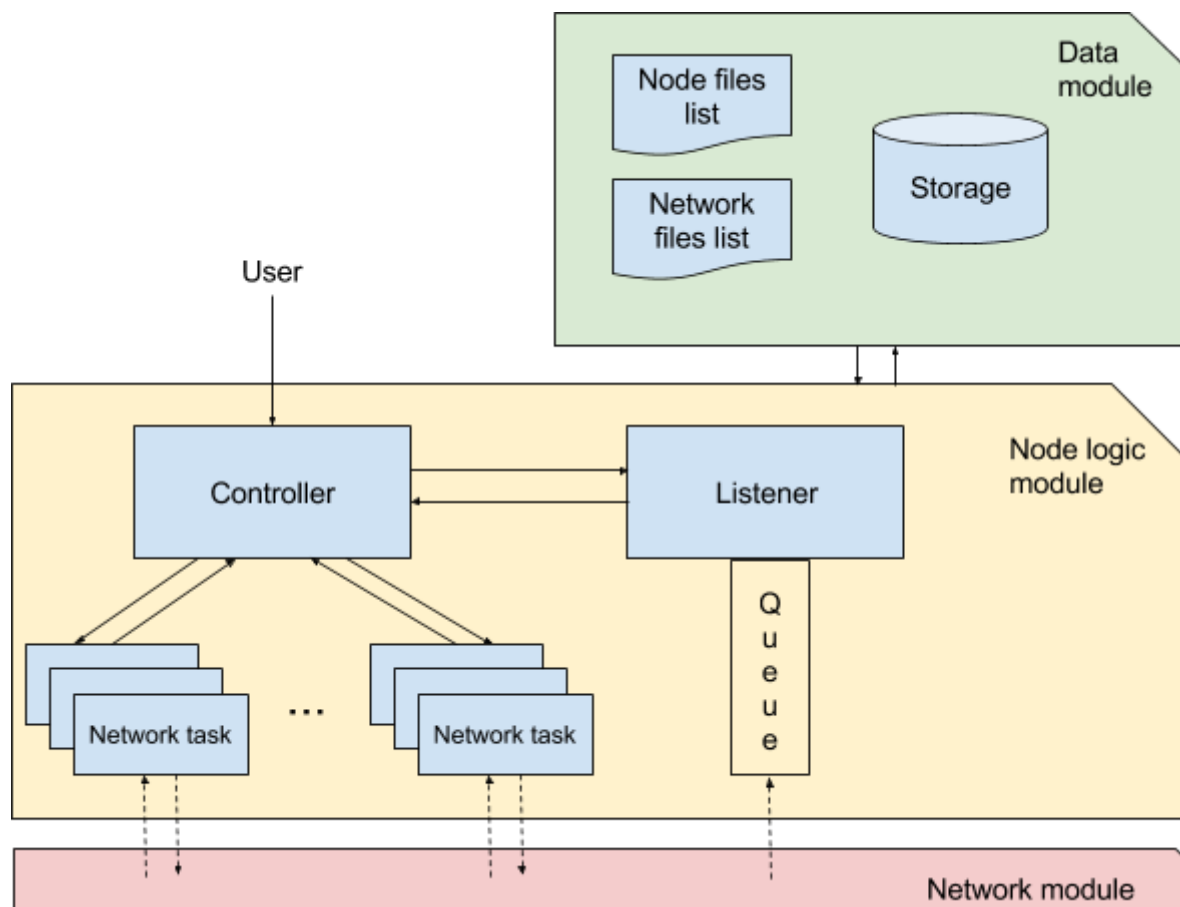 Data
module
Node files
list
Storage
Network
files list
User
Node logic
module
Controller
Listener
Q
u
e
u
e
Network task
...
Network task
Network module